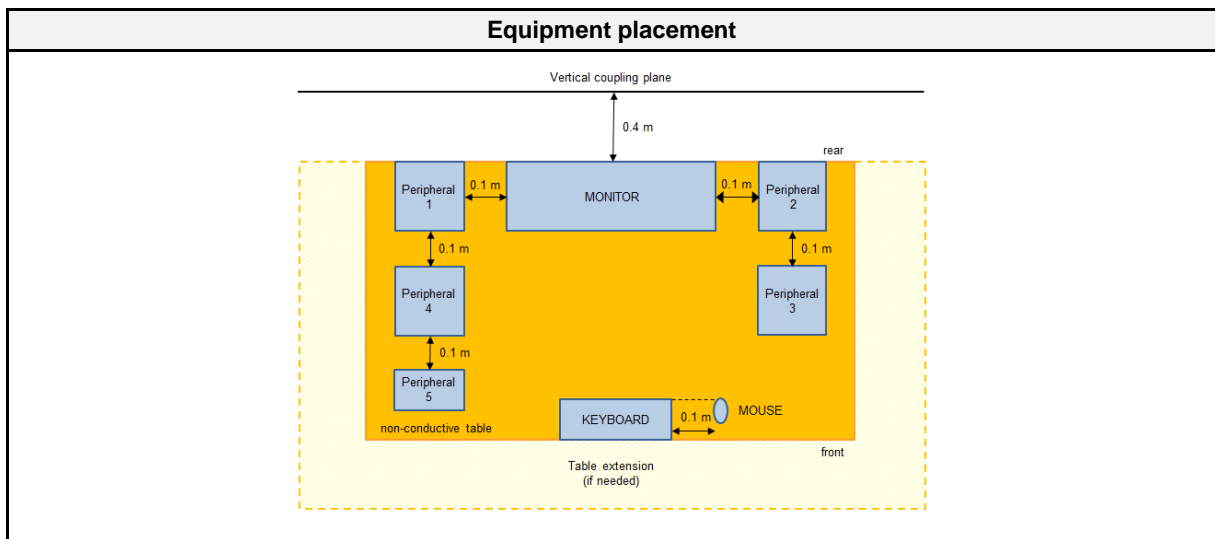 Equipment placement
Vertical coupling plane
0.4 m
rear
Peripheral
1
0.1 m
MONITOR
0.1 m
Peripheral
2
0.1 m
0.1 m
Peripheral
4
Peripheral
3
0.1 m
Peripheral
5
KEYBOARD
0.1 m
MOUSE
non-conductive table
front
Table extension
(if needed)